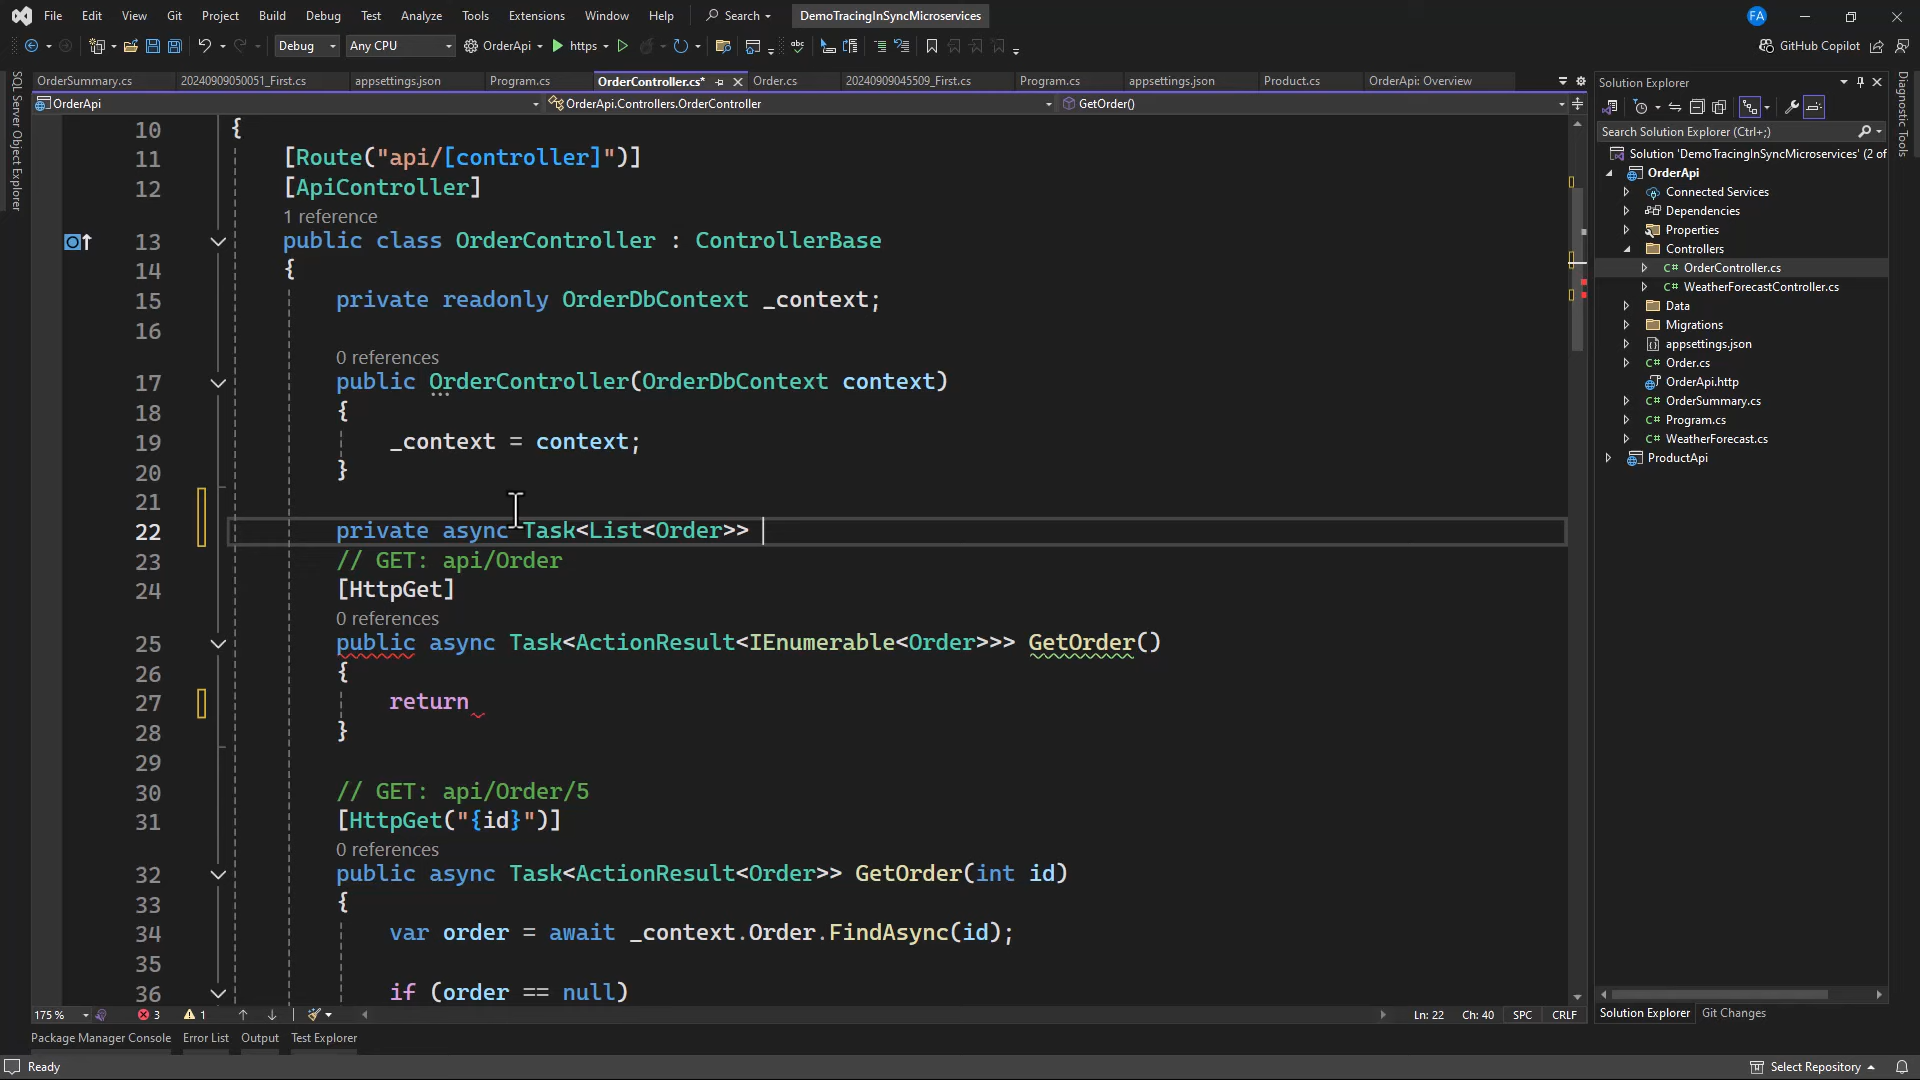 File Edit View Git Project Build Debug Test Analyze Tools Extensions Window Help Search DemoTracingInSyncMicroservices FA
Debug Any CPU OrderApi https GitHub Copilot
OrderSummary.cs 20240909050051_First.cs appsettings.json Program.cs OrderController.cs* Order.cs 20240909045509_First.cs Program.cs appsettings.json Product.cs OrderApi: Overview
OrderApi OrderApi.Controllers.OrderController GetOrder()
SQL Server Object Explorer
10 {
11 [Route("api/[controller]")]
12 [ApiController]
1 reference
13 public class OrderController : ControllerBase
14 {
15 private readonly OrderDbContext _context;
16
0 references
17 public OrderController(OrderDbContext context)
18 {
19 _context = context;
20 }
21
22 private async Task<List<Order>>
23 // GET: api/Order
24 [HttpGet]
0 references
25 public async Task<ActionResult<IEnumerable<Order>>> GetOrder()
26 {
27 return
28 }
29
30 // GET: api/Order/5
31 [HttpGet("{id}")]
0 references
32 public async Task<ActionResult<Order>> GetOrder(int id)
33 {
34 var order = await _context.Order.FindAsync(id);
35
36 if (order == null)
175 % 3 1 Ln: 22 Ch: 40 SPC CRLF
Package Manager Console Error List Output Test Explorer
Ready Select Repository
Solution Explorer
Search Solution Explorer (Ctrl+;)
Solution 'DemoTracingInSyncMicroservices' (2 of
OrderApi
Connected Services
Dependencies
Properties
Controllers
C# OrderController.cs
C# WeatherForecastController.cs
Data
Migrations
appsettings.json
C# Order.cs
OrderApi.http
C# OrderSummary.cs
C# Program.cs
C# WeatherForecast.cs
ProductApi
Solution Explorer Git Changes
Diagnostic Tools